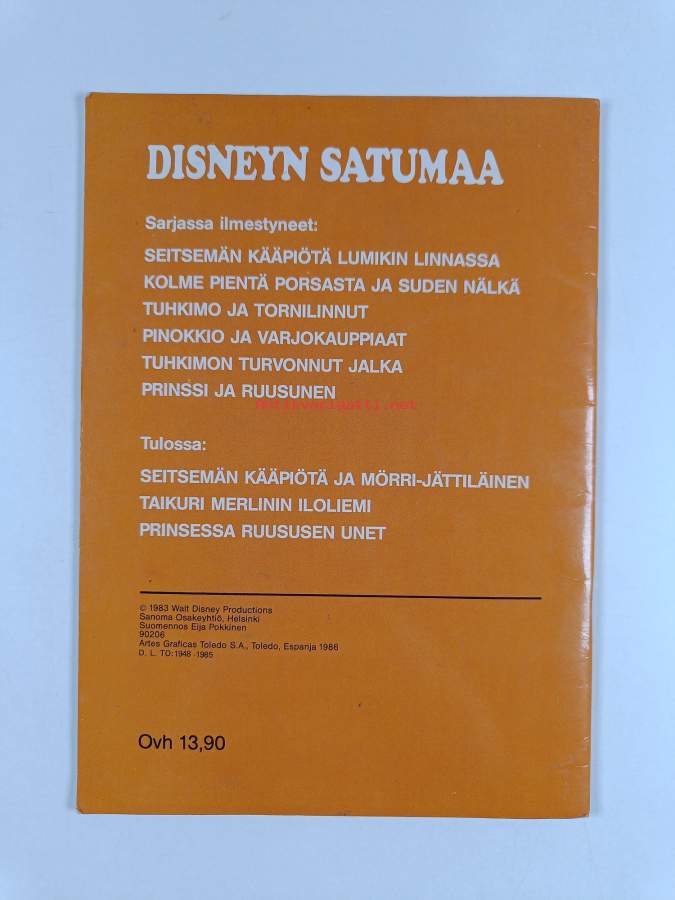 DISNEYN SATUMAA
Sarjassa ilmestyneet:
SEITSEMÄN KÄÄPIÖTÄ LUMIKIN LINNASSA
KOLME PIENTÄ PORSASTA JA SUDEN NÄLKÄ
TUHKIMO JA TORNILINNUT
PINOKKIO JA VARJOKAUPPIAAT
TUHKIMON TURVONNUT JALKA
PRINSSI JA RUUSUNEN
Antikvariaatti.net
Tulossa:
SEITSEMÄN KÄÄPIÖTÄ JA MÖRRI-JÄTTILÄINEN
TAIKURI MERLININ ILOLIEMI
PRINSESSA RUUSUSEN UNET
© 1983 Walt Disney Productions
Sanoma Osakeyhtiö, Helsinki
Suomennos Eija Pokkinen
90206
Artes Graficas Toledo S.A., Toledo, Espanja 1986
D. L. TO:1948-1985
Ovh 13,90